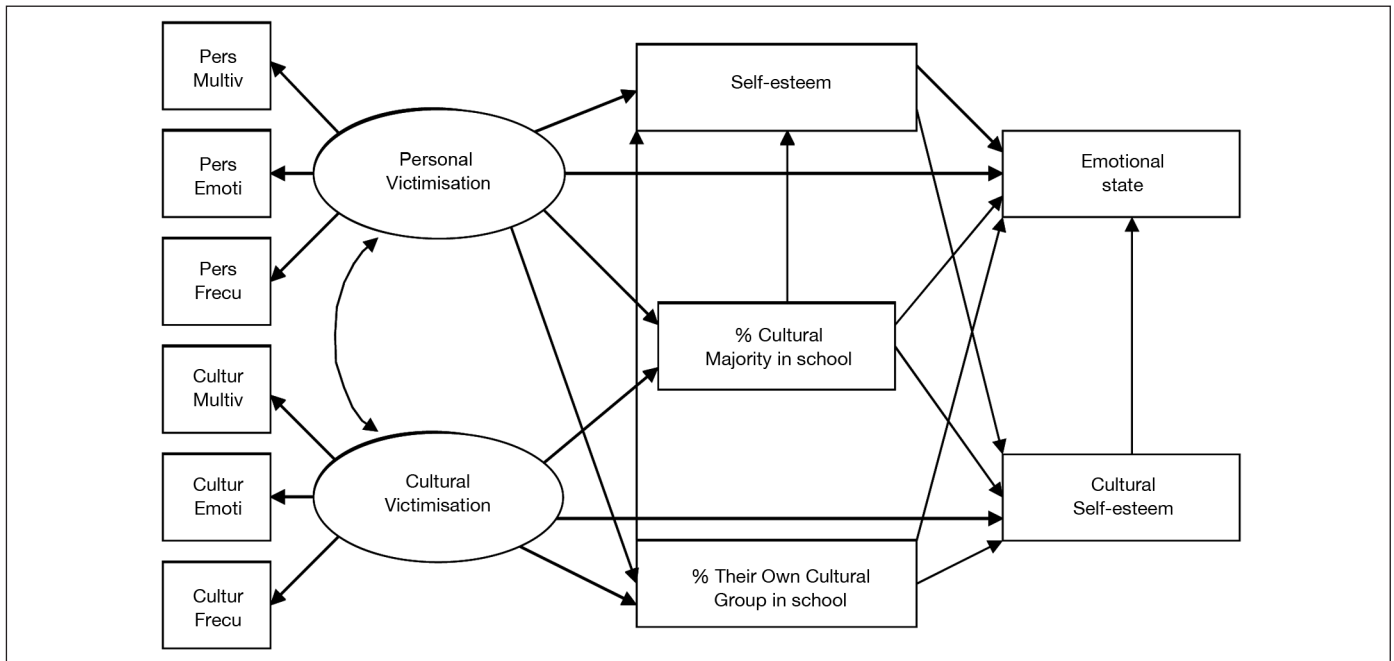 Pers
Multiv
Pers
Emoti
Pers
Frecu
Cultur
Multiv
Cultur
Emoti
Cultur
Frecu
Personal
Victimisation
Cultural
Victimisation
Self-esteem
% Cultural
Majority in school
% Their Own Cultural
Group in school
Emotional
state
Cultural
Self-esteem